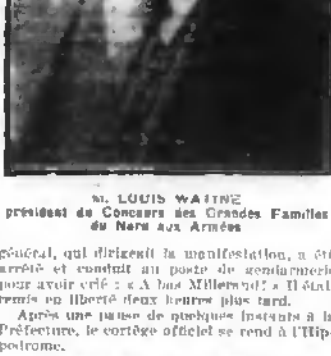 M. LOUIS WATTNE
président du Concours des Grandes Familles
du Nord aux Armées
général, qui dirigeait la manifestation, a été
arrêté et conduit au poste de gendarmerie
pour avoir crié : « A bas Millerand! » Il était
remis en liberté deux heures plus tard.
Après une pause de quelques instants à la
Préfecture, le cortège officiel se rend à l'Hip-
podrome.